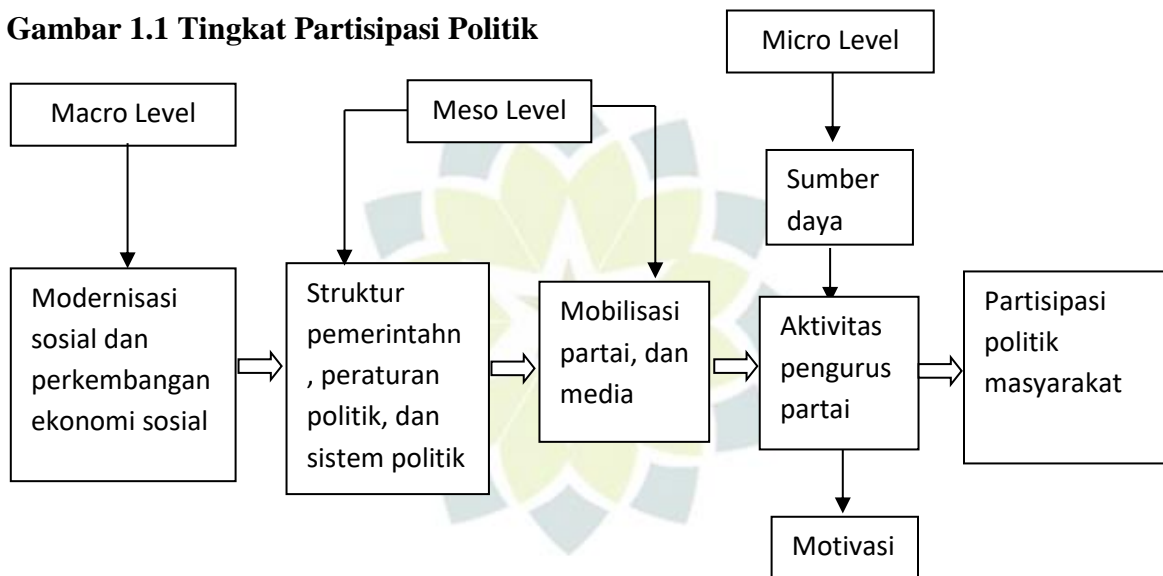 Gambar 1.1 Tingkat Partisipasi Politik
Micro Level
Macro Level
Meso Level
Sumber
daya
Modernisasi
sosial dan
perkembangan
ekonomi sosial
Struktur
pemerintahn
, peraturan
politik, dan
sistem politik
Mobilisasi
partai, dan
media
Aktivitas
pengurus
partai
Partisipasi
politik
masyarakat
Motivasi